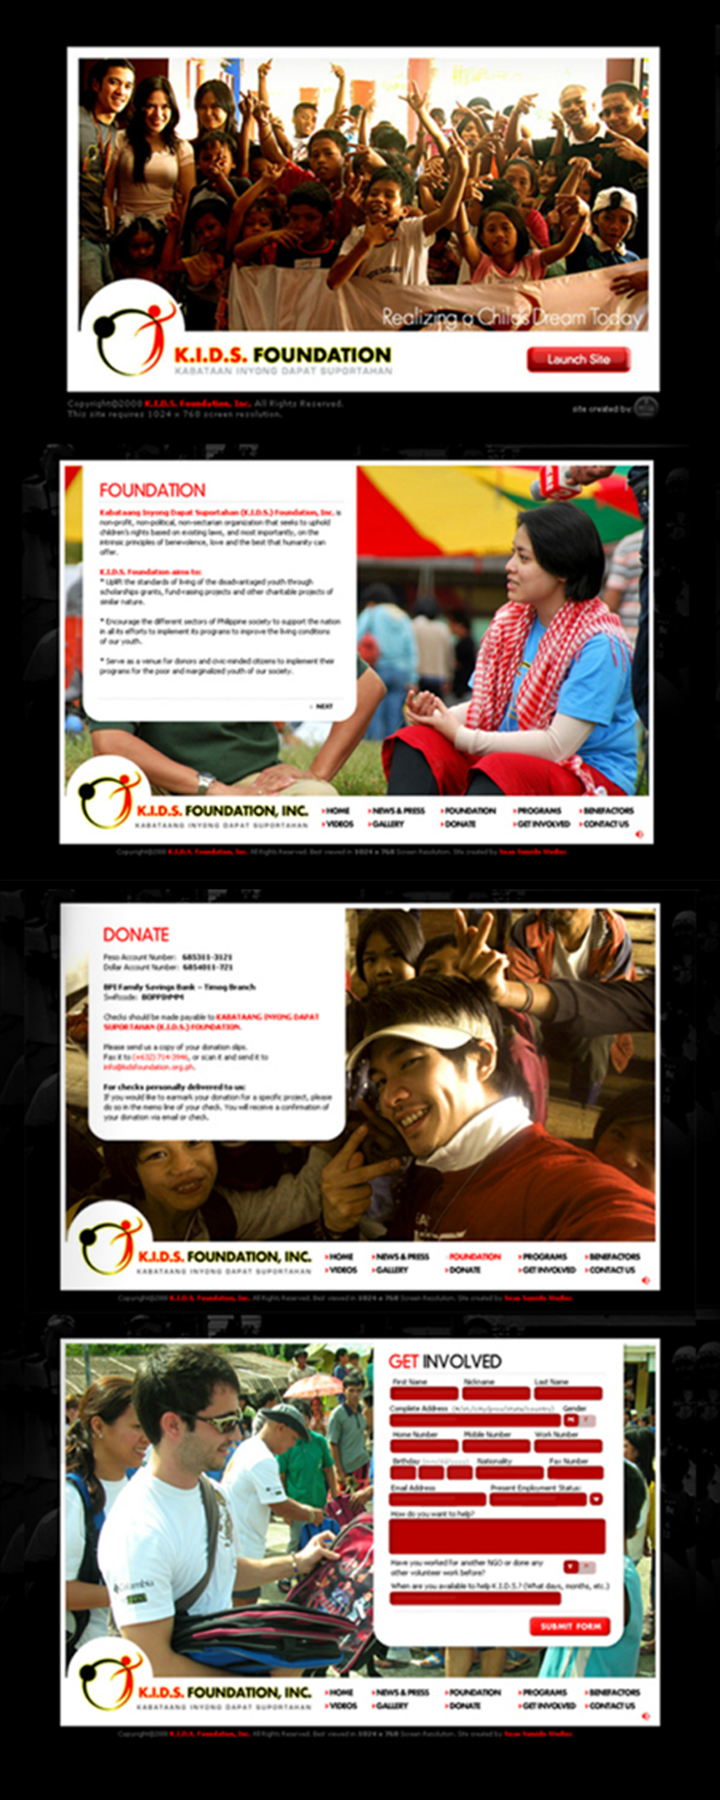 Realizing a Child's Dream Today
K.I.D.S. FOUNDATION
KABATAAN INYONG DAPAT SUPORTAHAN
Launch Site
Copyright©2008 K.I.D.S. Foundation, Inc. All Rights Reserved.
This site requires 1024 x 768 screen resolution.
site created by:
FOUNDATION
Kabataang Inyong Dapat Suportahan (K.I.D.S.) Foundation, Inc. is
non-profit, non-political, non-sectarian organization that seeks to uphold
children's rights based on existing laws, and most importantly, on the
intrinsic principles of benevolence, love and the best that humanity can
offer.
K.I.D.S. Foundation aims to:
* Uplift the standards of living of the disadvantaged youth through
scholarships grants, fund-raising projects and other charitable projects of
similar nature.
* Encourage the different sectors of Philippine society to support the nation
in all its efforts to implement its programs to improve the living conditions
of our youth.
* Serve as a venue for donors and civic-minded citizens to implement their
programs for the poor and marginalized youth of our society.
NEXT
K.I.D.S. FOUNDATION, INC.
KABATAANG INYONG DAPAT SUPORTAHAN
HOME NEWS & PRESS FOUNDATION PROGRAMS BENEFACTORS
VIDEOS GALLERY DONATE GET INVOLVED CONTACT US
Copyright©2008 K.I.D.S. Foundation, Inc. All Rights Reserved. Best viewed in 1024 x 768 Screen Resolution. Site created by
DONATE
Peso Account Number: 685311-3121
Dollar Account Number: 6854011-721
BPI Family Savings Bank – Timog Branch
Swiftcode:
Checks should be made payable to KABATAANG INYONG DAPAT
SUPORTAHAN (K.I.D.S.) FOUNDATION.
Please send us a copy of your donation slips.
Fax it to (+632) 714-3946, or scan it and send it to
info@kidsfoundation.org.ph.
For checks personally delivered to us:
If you would like to earmark your donation for a specific project, please
do so in the memo line of your check. You will receive a confirmation of
your donation via email or check.
K.I.D.S. FOUNDATION, INC.
KABATAANG INYONG DAPAT SUPORTAHAN
HOME NEWS & PRESS FOUNDATION PROGRAMS BENEFACTORS
VIDEOS GALLERY DONATE GET INVOLVED CONTACT US
Copyright©2008 K.I.D.S. Foundation, Inc. All Rights Reserved. Best viewed in 1024 x 768 Screen Resolution. Site created by
GET INVOLVED
First Name Nickname Last Name
Complete Address Gender
M F
Home Number Mobile Number Work Number
Birthday (mm/dd/yyyy) Nationality Fax Number
Email Address Present Employment Status:
How do you want to help?
Have you worked for another NGO or done any
other volunteer work before?
When are you available to help K.I.D.S.? (What days, months, etc.)
SUBMIT FORM
Columbia
K.I.D.S. FOUNDATION, INC.
KABATAANG INYONG DAPAT SUPORTAHAN
HOME NEWS & PRESS FOUNDATION PROGRAMS BENEFACTORS
VIDEOS GALLERY DONATE GET INVOLVED CONTACT US
Copyright©2008 K.I.D.S. Foundation, Inc. All Rights Reserved. Best viewed in 1024 x 768 Screen Resolution. Site created by